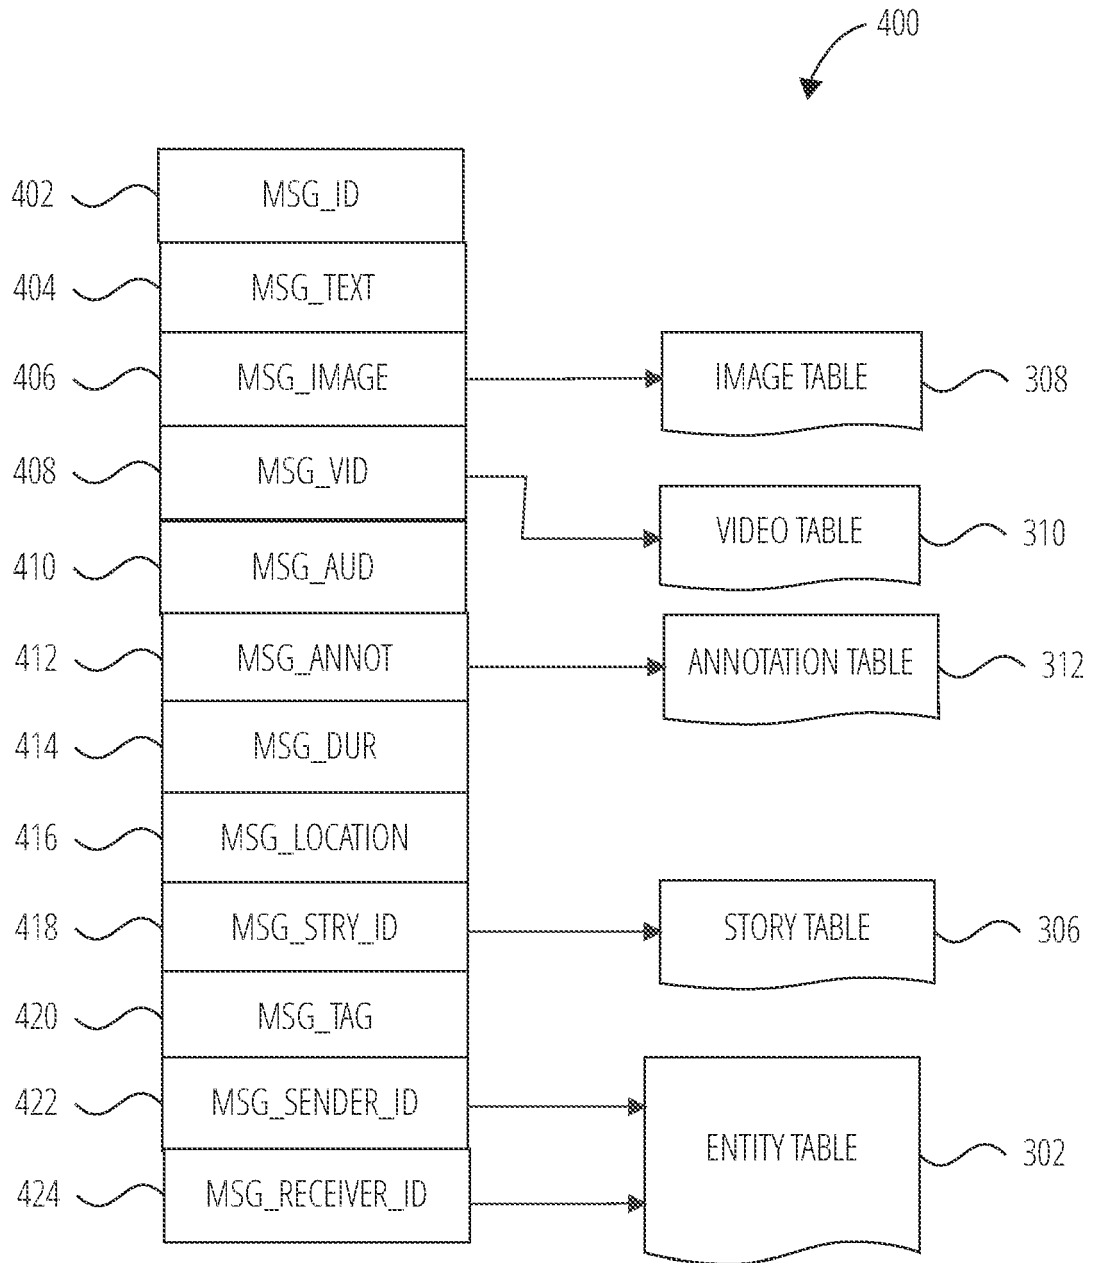 400
402 MSG_ID
404 MSG_TEXT
406 MSG_IMAGE IMAGE TABLE 308
408 MSG_VID VIDEO TABLE 310
410 MSG_AUD
412 MSG_ANNOT ANNOTATION TABLE 312
414 MSG_DUR
416 MSG_LOCATION
418 MSG_STRY_ID STORY TABLE 306
420 MSG_TAG
422 MSG_SENDER_ID
ENTITY TABLE 302
424 MSG_RECEIVER_ID